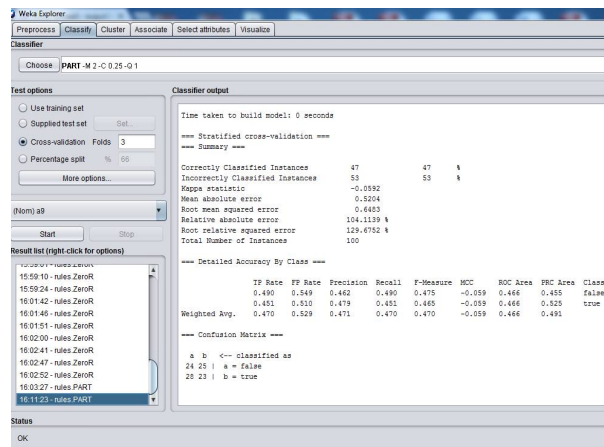 Weka Explorer
Preprocess Classify Cluster Associate Select attributes Visualize
Classifier
Choose PART -M 2 -C 0.25 -Q 1
Test options
Use training set
Supplied test set Set...
Cross-validation Folds 3
Percentage split % 66
More options...
(Nom) a9
Start Stop
Result list (right-click for options)
15:59:10 - rules.ZeroR
15:59:24 - rules.ZeroR
16:01:42 - rules.ZeroR
16:01:46 - rules.ZeroR
16:01:51 - rules.ZeroR
16:02:00 - rules.ZeroR
16:02:41 - rules.ZeroR
16:02:47 - rules.ZeroR
16:02:52 - rules.ZeroR
16:03:27 - rules.PART
16:11:23 - rules.PART
Classifier output
Time taken to build model: 0 seconds
=== Stratified cross-validation ===
=== Summary ===
Correctly Classified Instances 47 47 %
Incorrectly Classified Instances 53 53 %
Kappa statistic -0.0592
Mean absolute error 0.5204
Root mean squared error 0.6483
Relative absolute error 104.1139 %
Root relative squared error 129.6752 %
Total Number of Instances 100
=== Detailed Accuracy By Class ===
TP Rate FP Rate Precision Recall F-Measure MCC ROC Area PRC Area Class
0.490 0.549 0.462 0.490 0.475 -0.059 0.466 0.455 false
0.451 0.510 0.479 0.451 0.465 -0.059 0.466 0.525 true
Weighted Avg. 0.470 0.529 0.471 0.470 0.470 -0.059 0.466 0.491
=== Confusion Matrix ===
a b <-- classified as
24 25 | a = false
28 23 | b = true
Status
OK